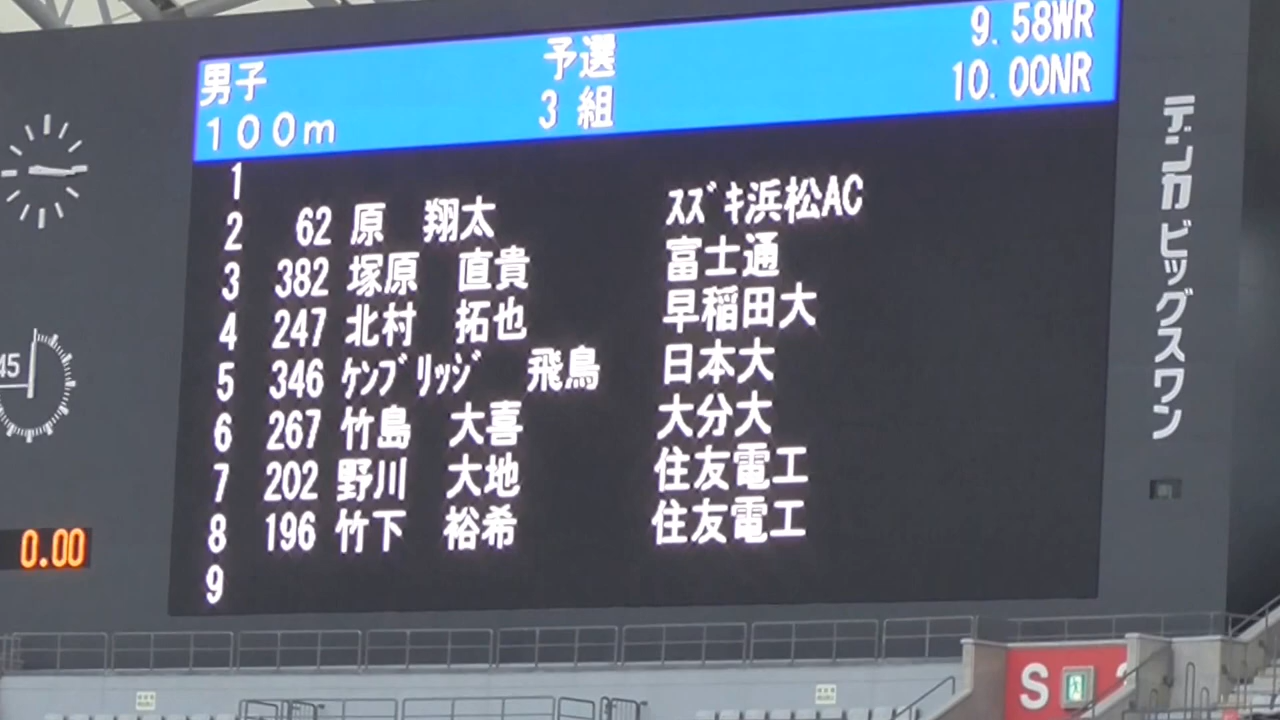 男子 予選 9.58WR
100m 3組 10.00NR
1
2 62 原 翔太 ｽｽﾞｷ浜松AC
3 382 塚原 直貴 富士通
4 247 北村 拓也 早稲田大
5 346 ｹﾝﾌﾞﾘｯｼﾞ 飛鳥 日本大
6 267 竹島 大喜 大分大
7 202 野川 大地 住友電工
8 196 竹下 裕希 住友電工
9
デンカビッグスワン
45
0.00
S